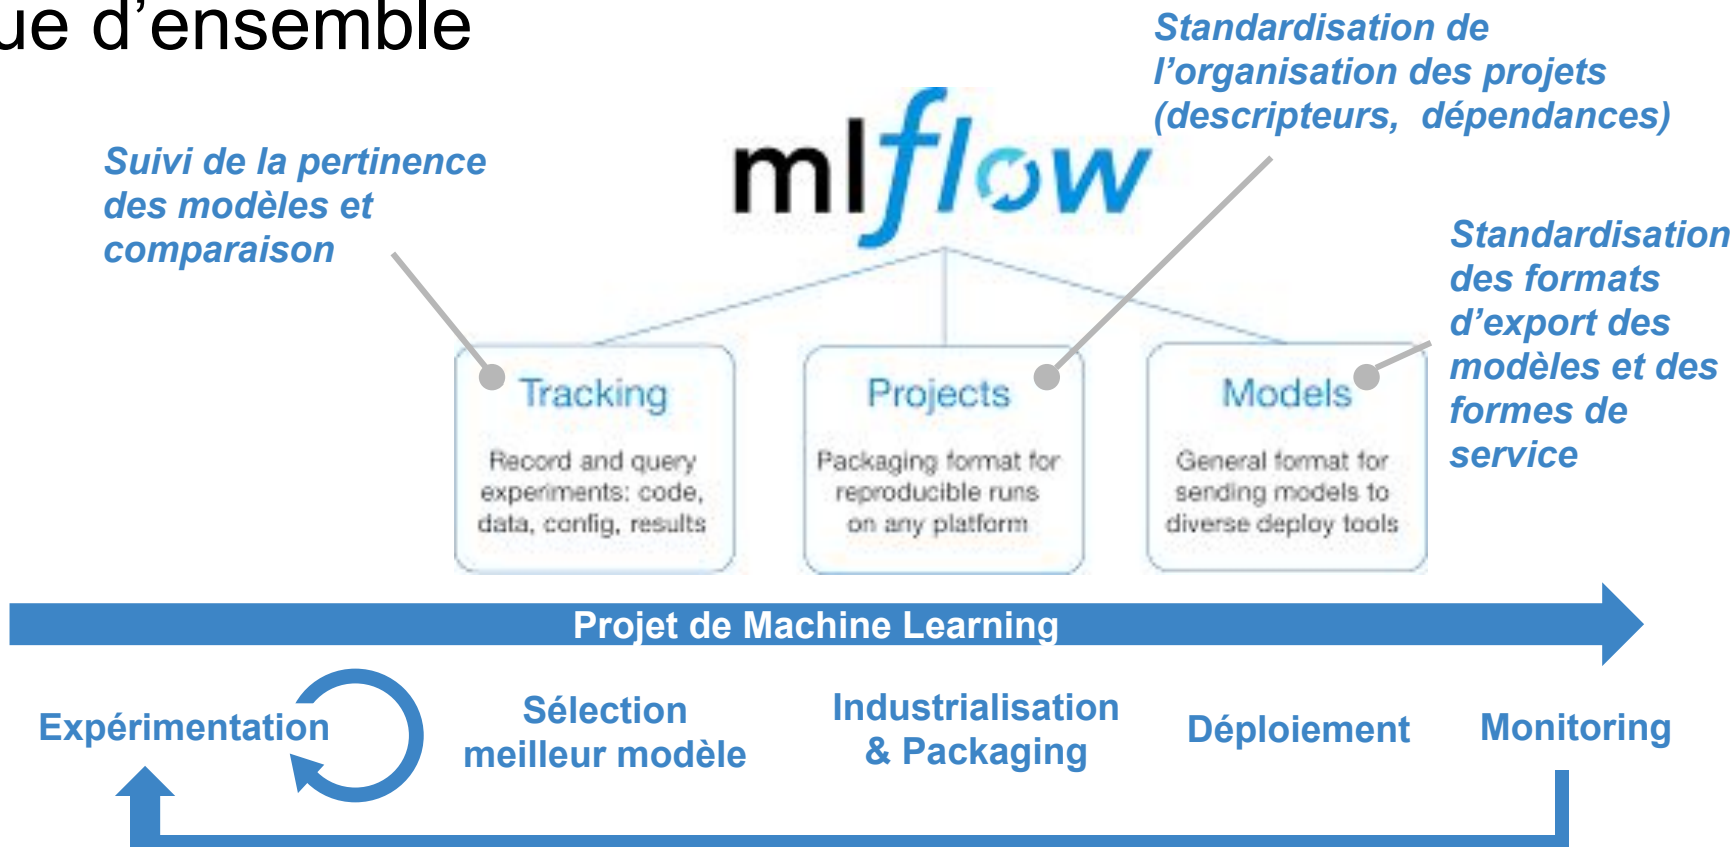 ue d’ensemble
Standardisation de
l’organisation des projets
(descripteurs, dépendances)
mlflow
Suivi de la pertinence
des modèles et
comparaison
Standardisation
des formats
d’export des
modèles et des
formes de
service
Tracking
Record and query
experiments: code,
data, config, results
Projects
Packaging format for
reproducible runs
on any platform
Models
General format for
sending models to
diverse deploy tools
Projet de Machine Learning
Expérimentation
Sélection
meilleur modèle
Industrialisation
& Packaging
Déploiement
Monitoring